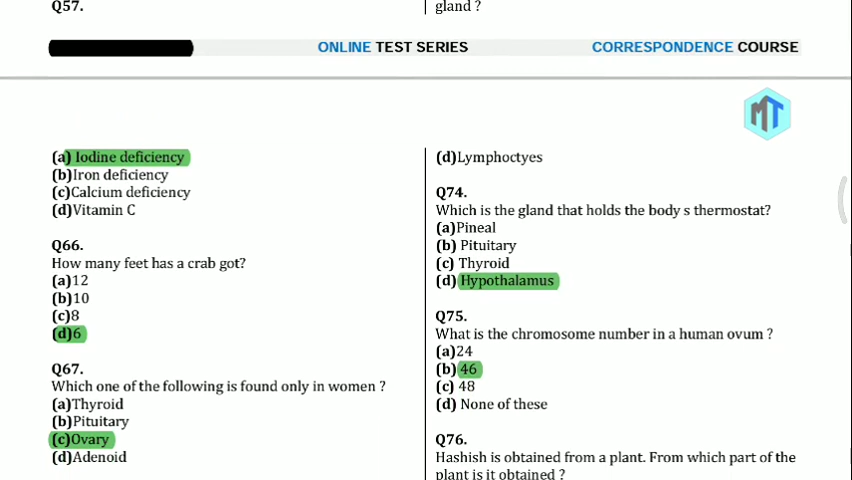 Q57.
gland ?
ONLINE TEST SERIES
CORRESPONDENCE COURSE
MT
(a) Iodine deficiency
(b)Iron deficiency
(c)Calcium deficiency
(d)Vitamin C
Q66.
How many feet has a crab got?
(a)12
(b)10
(c)8
(d)6
Q67.
Which one of the following is found only in women ?
(a)Thyroid
(b)Pituitary
(c)Ovary
(d)Adenoid
(d)Lymphoctyes
Q74.
Which is the gland that holds the body s thermostat?
(a)Pineal
(b) Pituitary
(c) Thyroid
(d) Hypothalamus
Q75.
What is the chromosome number in a human ovum ?
(a)24
(b)46
(c) 48
(d) None of these
Q76.
Hashish is obtained from a plant. From which part of the
plant is it obtained ?